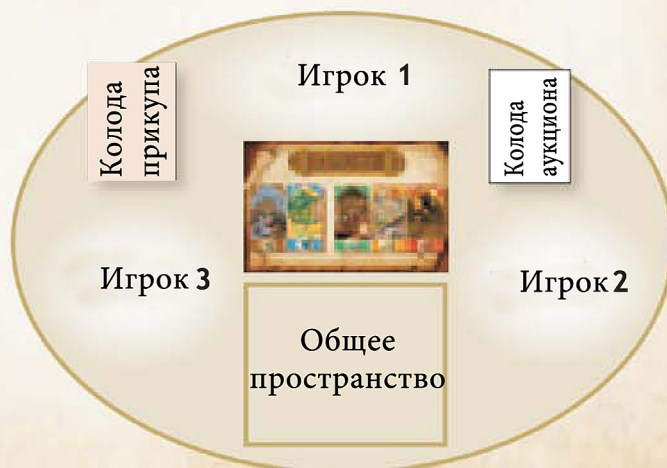 Игрок 1
Колода
прикупа
Колода
аукциона
Игрок 3
Игрок 2
Общее
пространство